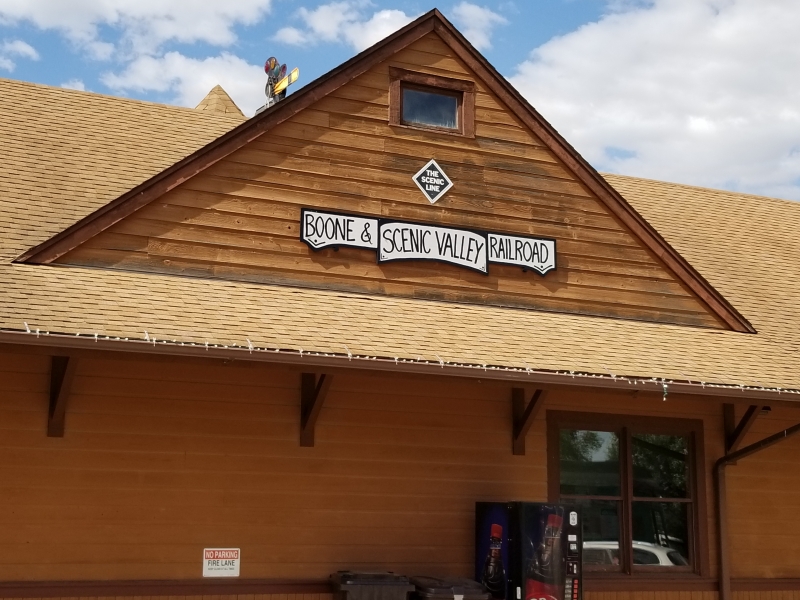 THE
SCENIC
LINE
BOONE & SCENIC VALLEY RAILROAD
NO PARKING
FIRE LANE